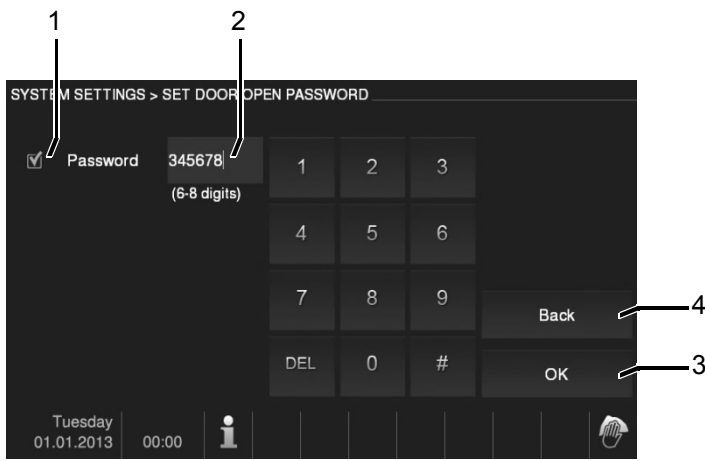 1 2
SYSTEM SETTINGS > SET DOOR OPEN PASSWORD
Password 345678
(6-8 digits)
1 2 3
4 5 6
7 8 9
DEL 0 #
Back 4
OK 3
Tuesday
01.01.2013 00:00 i